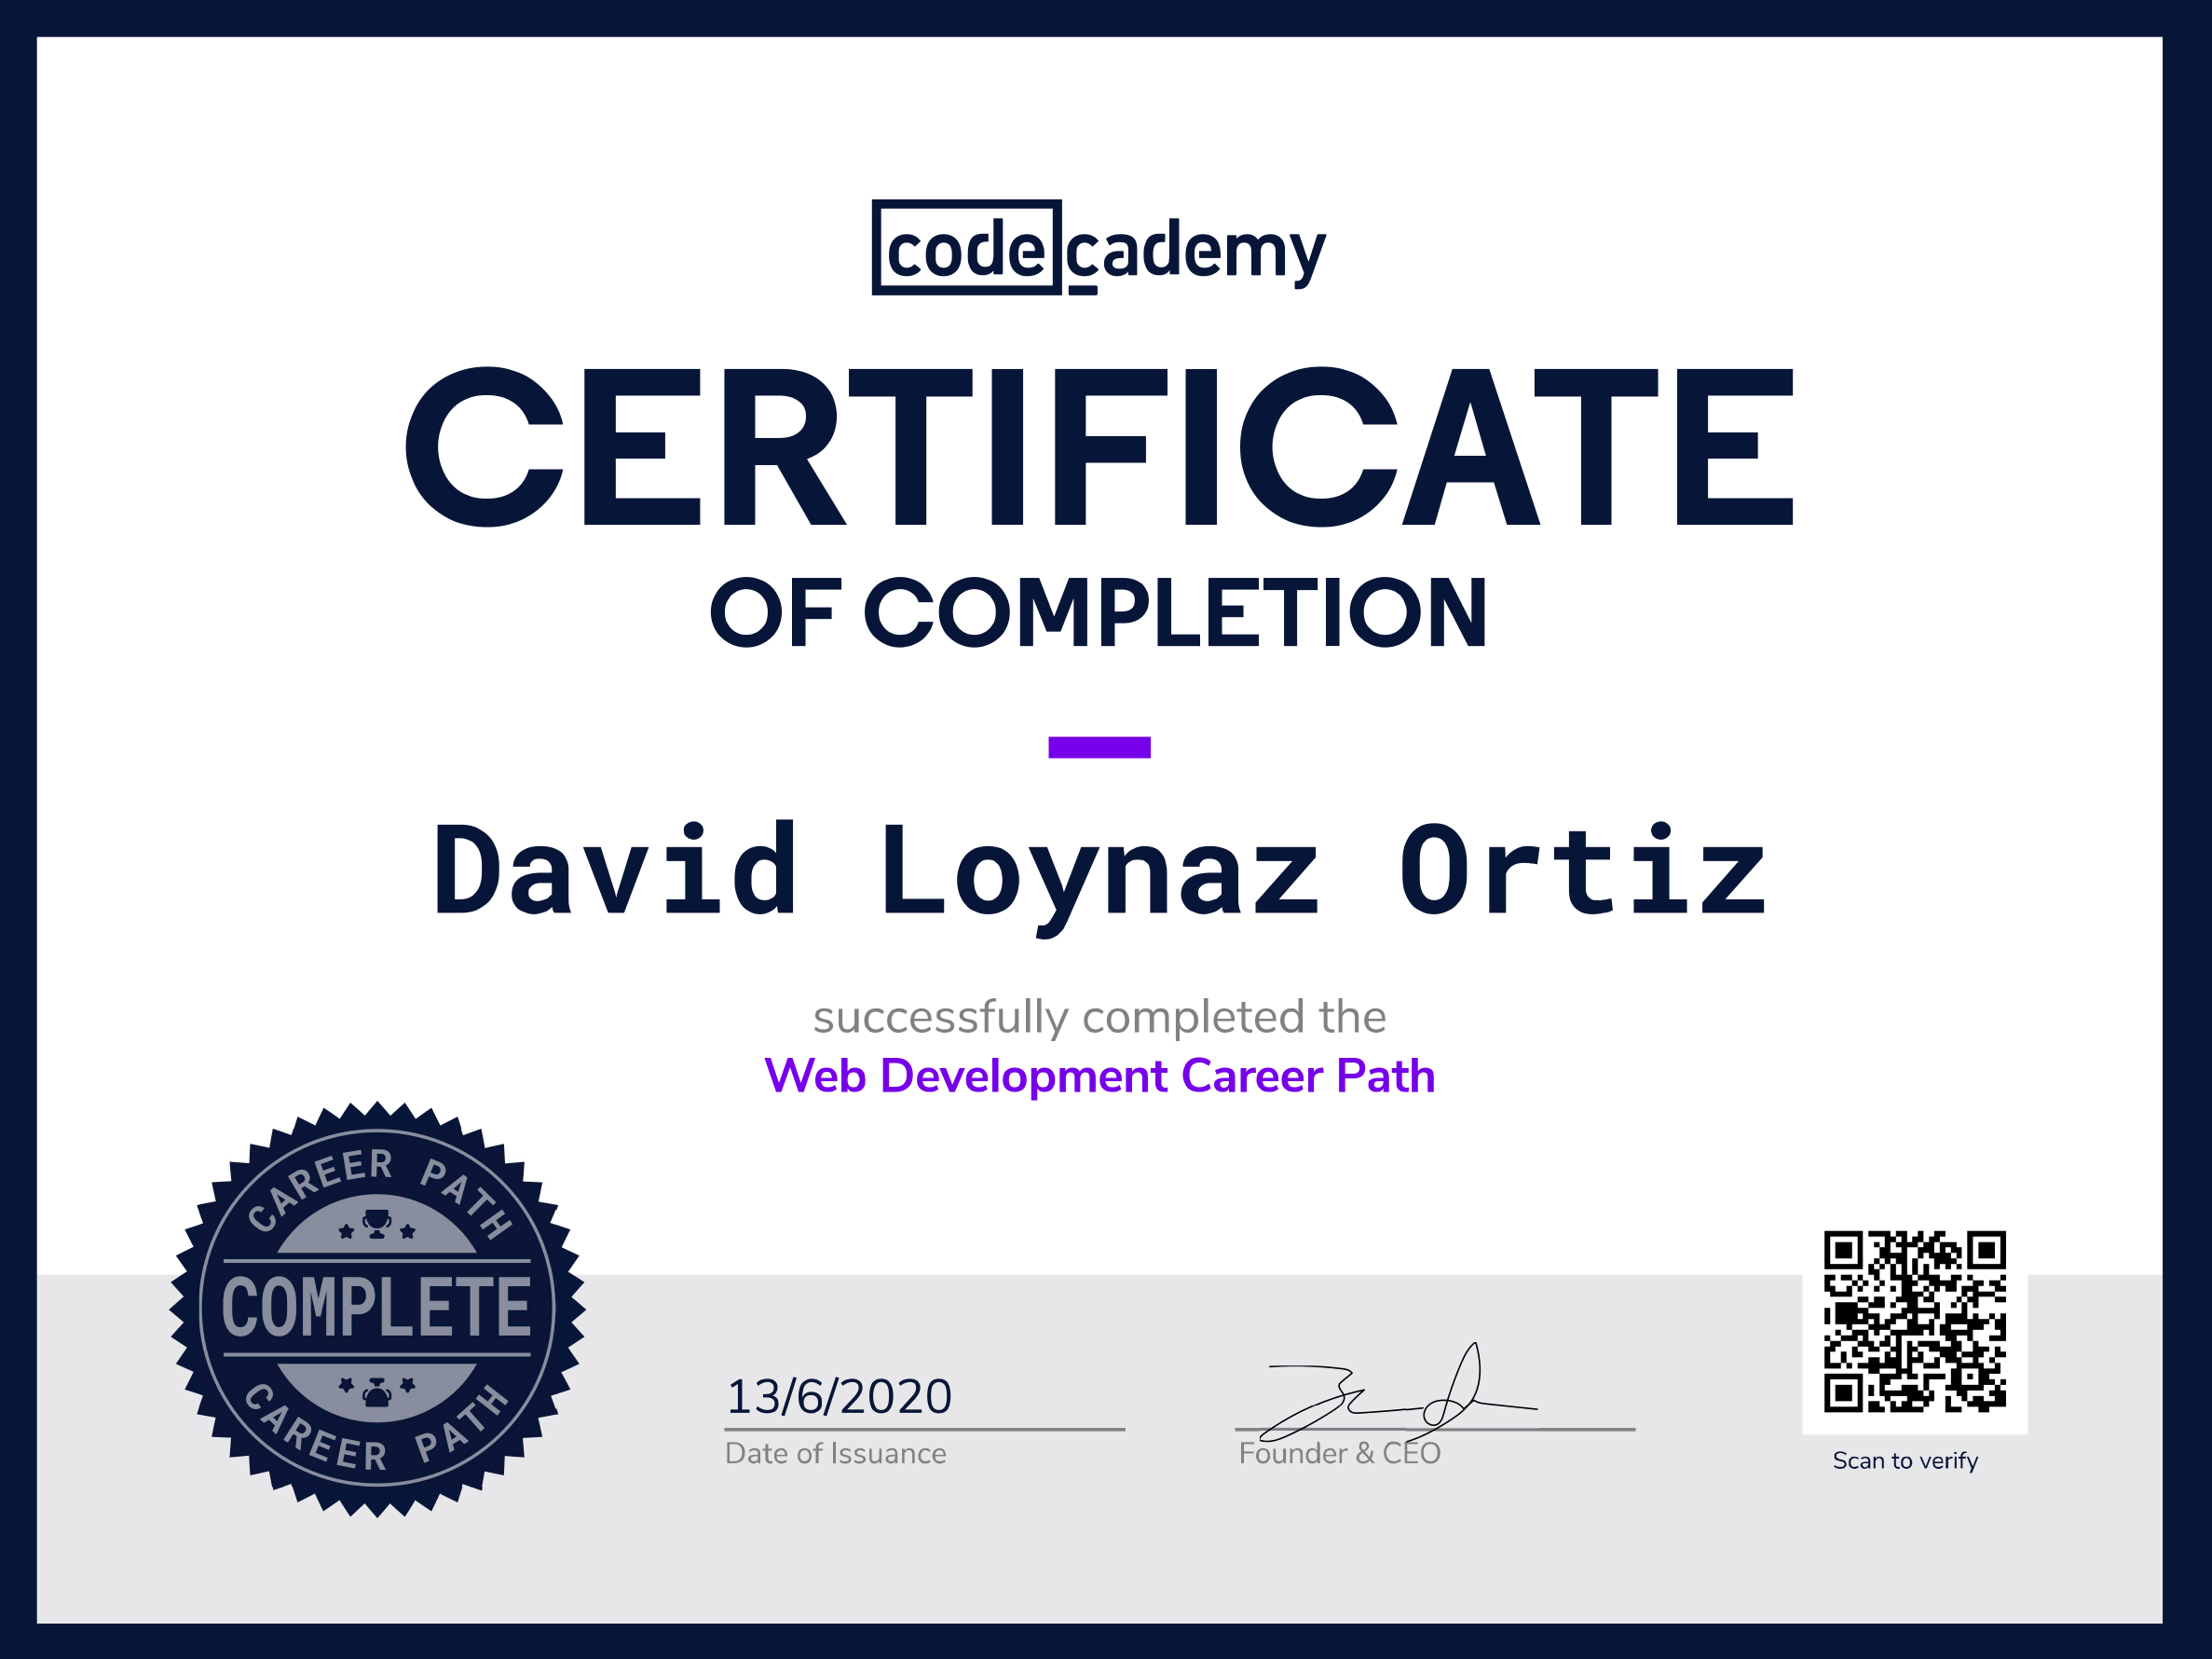 codecademy
CERTIFICATE
OF COMPLETION
David Loynaz Ortiz
successfully completed the
Web Development Career Path
CAREER PATH
COMPLETE
CAREER PATH
13/6/2020
Date of Issuance
Founder & CEO
Scan to verify